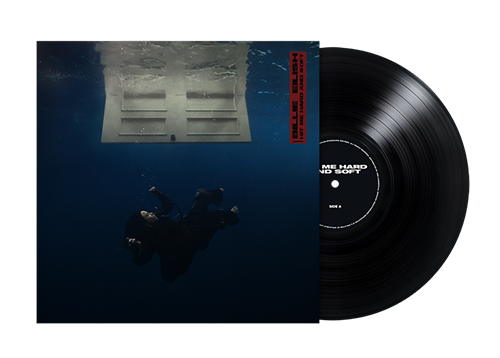 BILLIE EILISH
HIT ME HARD AND SOFT
ME HARD
ND SOFT
SIDE A